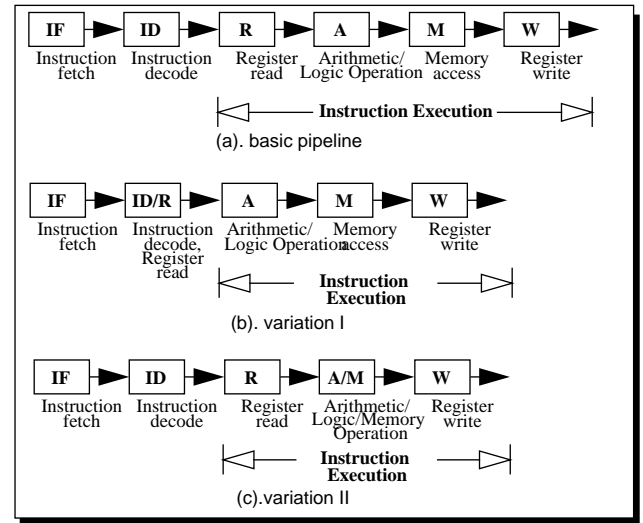 IF ID R A M W
Instruction fetch
Instruction decode
Register read
Arithmetic/ Logic Operation
Memory access
Register write
Instruction Execution
(a). basic pipeline
IF ID/R A M W
Instruction fetch
Instruction decode, Register read
Arithmetic/ Logic Operation
Memory access
Register write
Instruction
Execution
(b). variation I
IF ID R A/M W
Instruction fetch
Instruction decode
Register read
Arithmetic/ Logic/Memory Operation
Register write
Instruction
Execution
(c).variation II